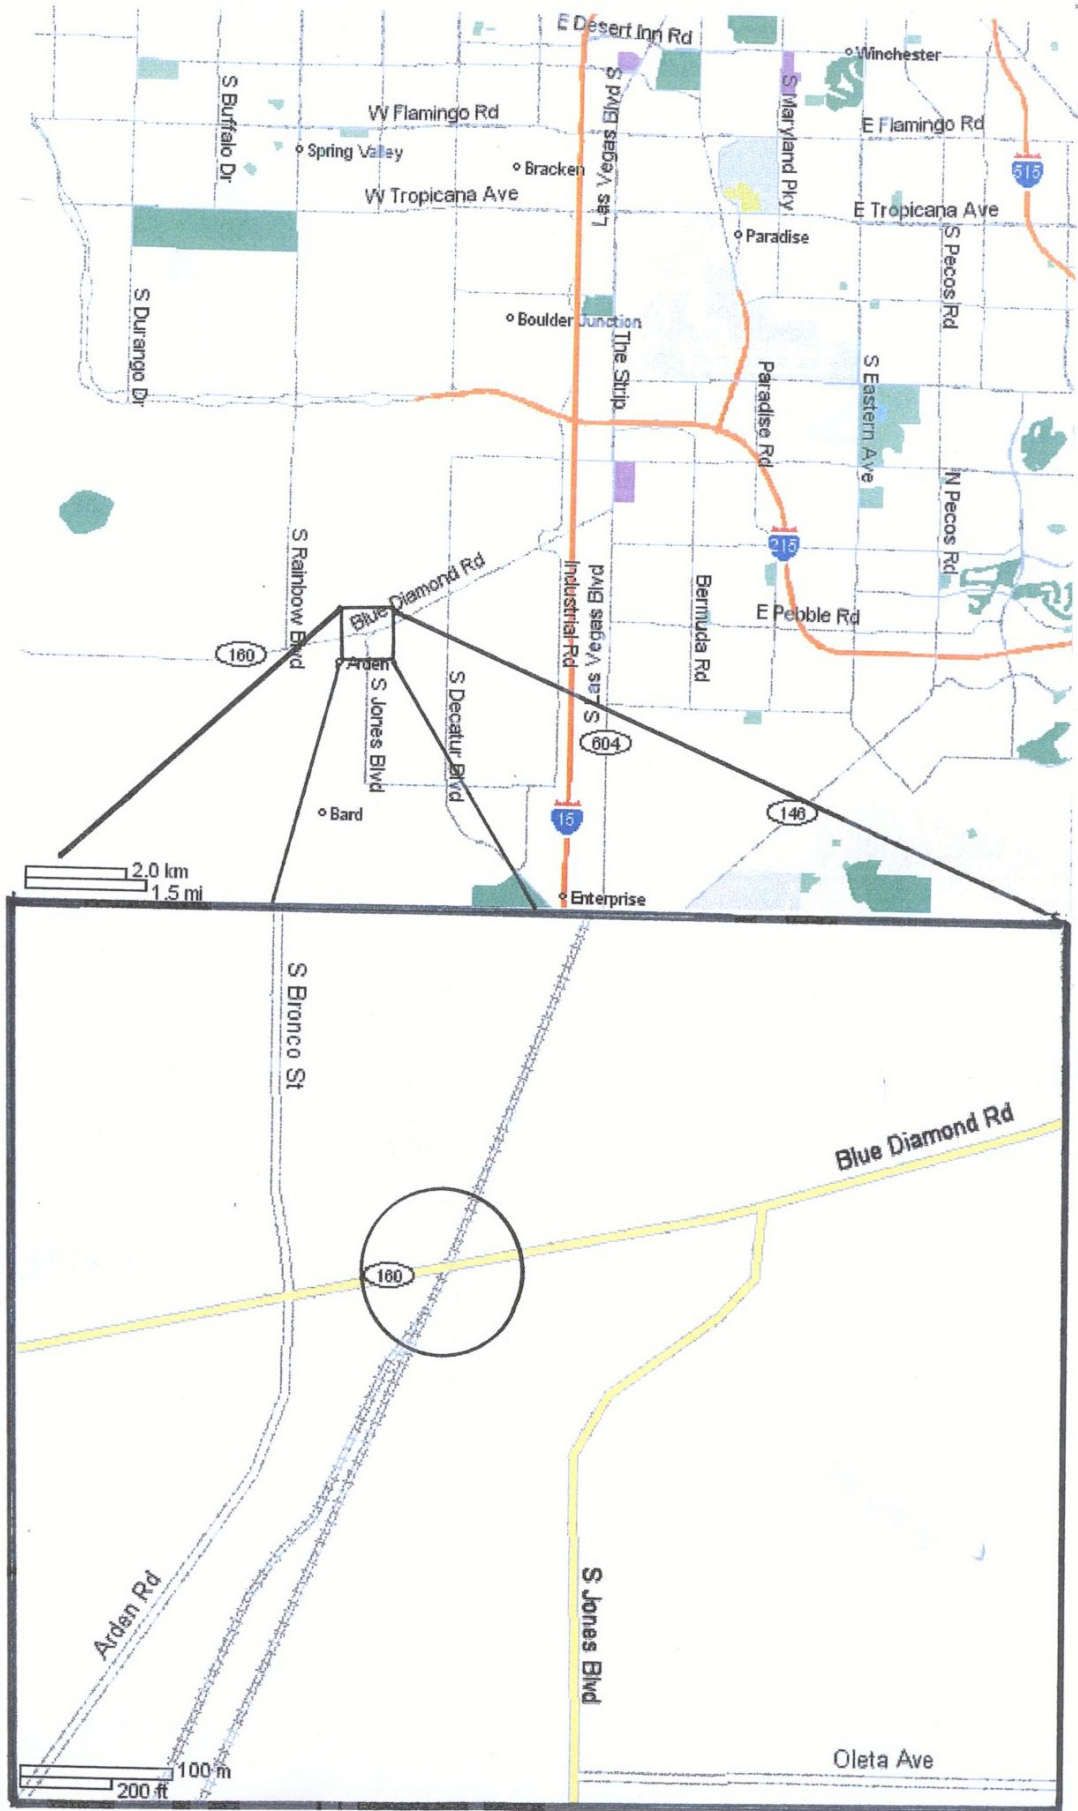 E Desert Inn Rd
Winchester
S Buffalo Dr
W Flamingo Rd
Las Vegas Blvd S
S Maryland Pky
E Flamingo Rd
Spring Valley
Bracken
515
W Tropicana Ave
E Tropicana Ave
Paradise
S Pecos Rd
S Durango Dr
Boulder Junction
The Strip
Paradise Rd
S Eastern Ave
N Pecos Rd
S Rainbow Blvd
Blue Diamond Rd
Industrial Rd
S Las Vegas Blvd
Bermuda Rd
215
E Pebble Rd
160
Arden
S Jones Blvd
S Decatur Blvd
604
Bard
15
146
2.0 km
1.5 mi
Enterprise
S Bronco St
Blue Diamond Rd
160
Arden Rd
S Jones Blvd
100 m
200 ft
Oleta Ave